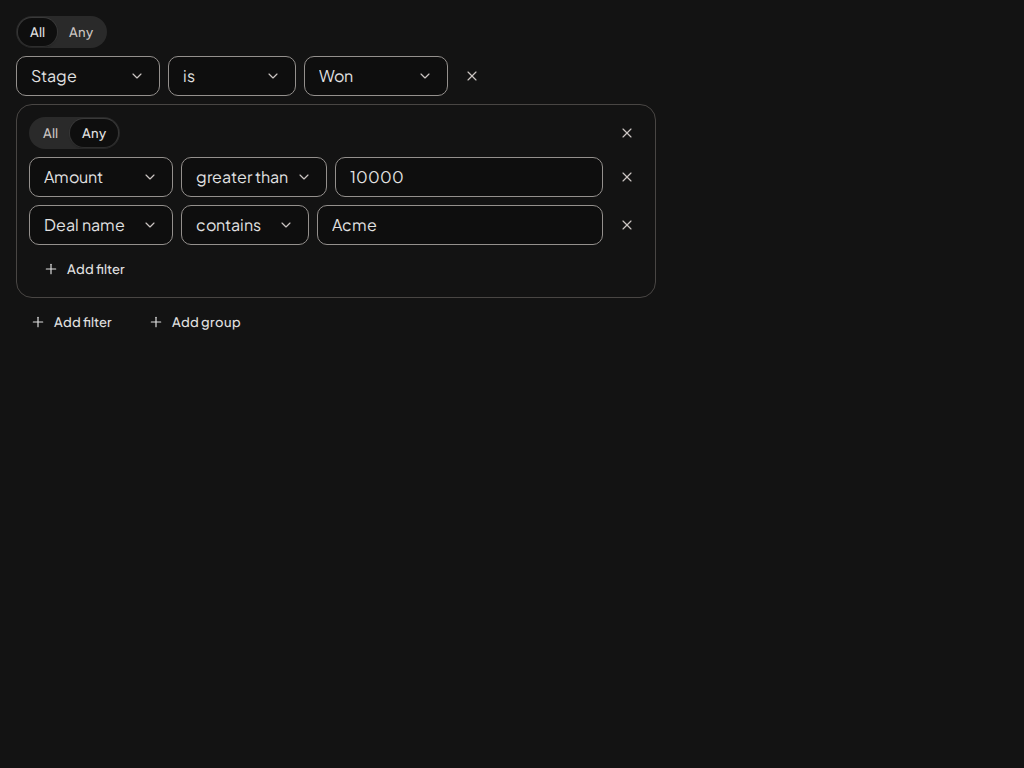 All Any
Stage is Won
All Any
Amount greater than 10000
Deal name contains Acme
Add filter
Add filter Add group